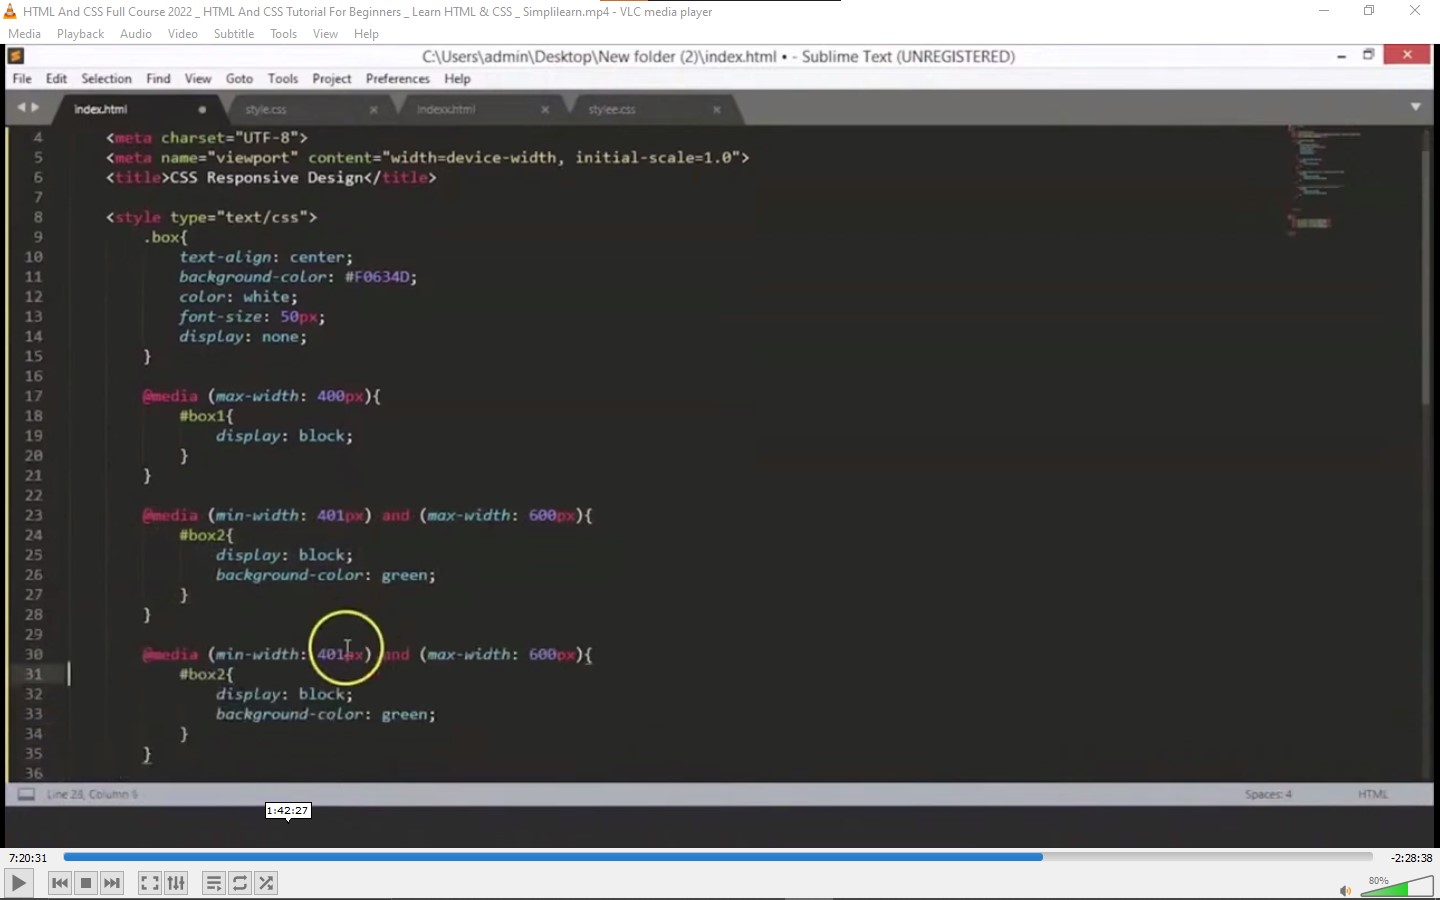 HTML And CSS Full Course 2022 _ HTML And CSS Tutorial For Beginners _ Learn HTML & CSS _ Simplilearn.mp4 - VLC media player
Media Playback Audio Video Subtitle Tools View Help
C:\Users\admin\Desktop\New folder (2)\index.html • - Sublime Text (UNREGISTERED)
File Edit Selection Find View Goto Tools Project Preferences Help
index.html style.css indexx.html stylee.css
4 <meta charset="UTF-8">
5 <meta name="viewport" content="width=device-width, initial-scale=1.0">
6 <title>CSS Responsive Design</title>
7
8 <style type="text/css">
9 .box{
10 text-align: center;
11 background-color: #F0634D;
12 color: white;
13 font-size: 50px;
14 display: none;
15 }
16
17 @media (max-width: 400px){
18 #box1{
19 display: block;
20 }
21 }
22
23 @media (min-width: 401px) and (max-width: 600px){
24 #box2{
25 display: block;
26 background-color: green;
27 }
28 }
29
30 @media (min-width: 401px) and (max-width: 600px){
31 #box2{
32 display: block;
33 background-color: green;
34 }
35 }
36
Line 23, Column 5 Spaces: 4 HTML
1:42:27
7:20:31 -2:28:38
80%